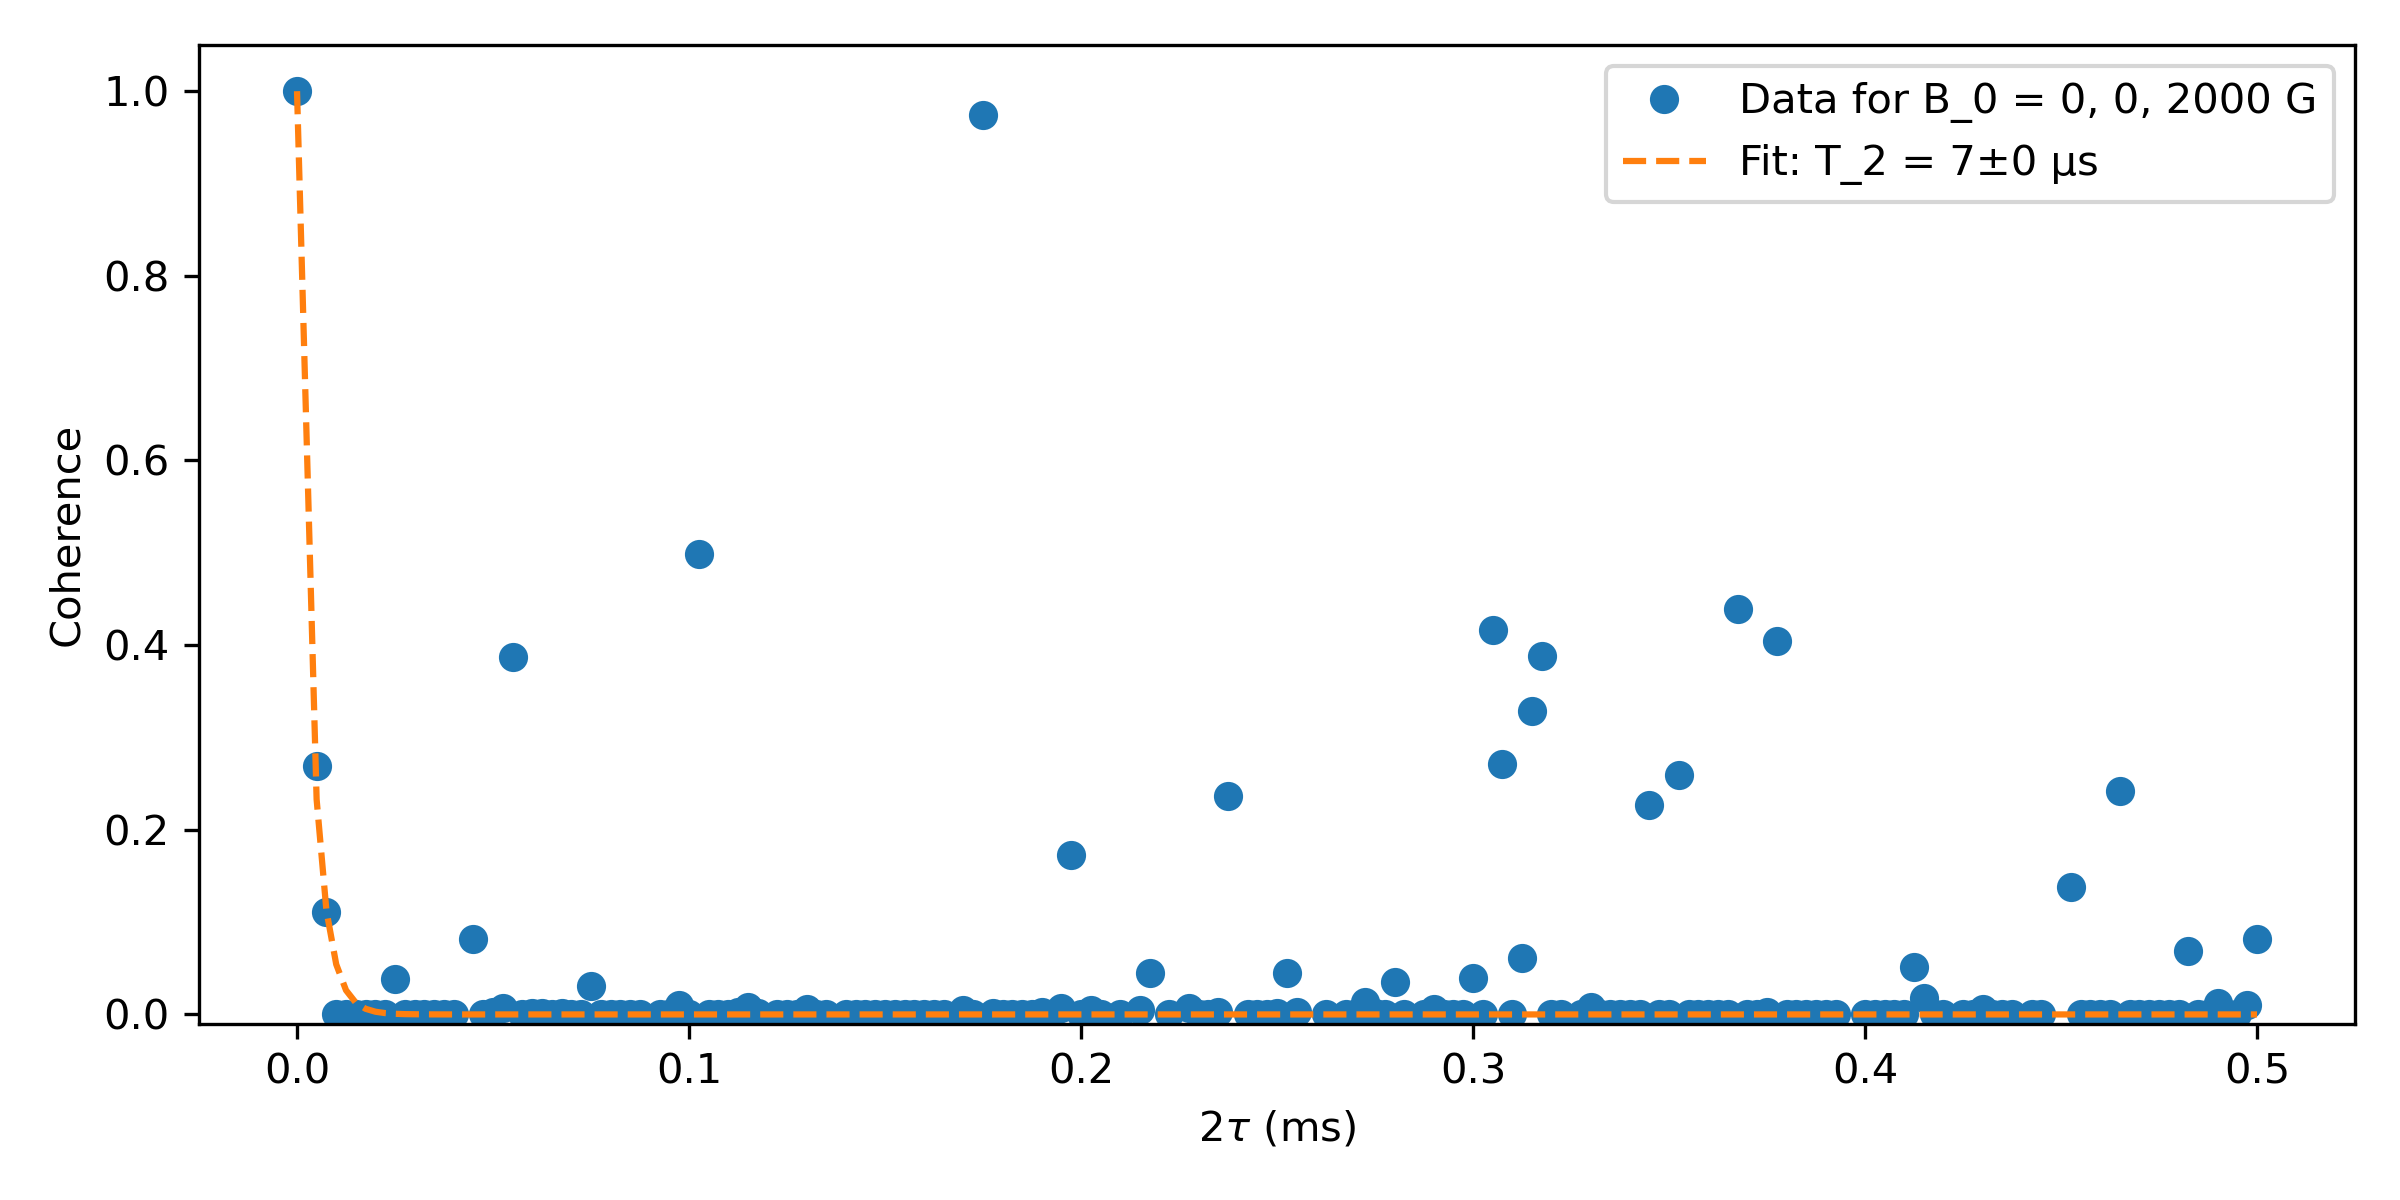 Data for B_0 = 0, 0, 2000 G
Fit: T_2 = 7±0 μs
1.0
0.8
0.6
0.4
0.2
0.0
Coherence
0.0 0.1 0.2 0.3 0.4 0.5
2τ (ms)